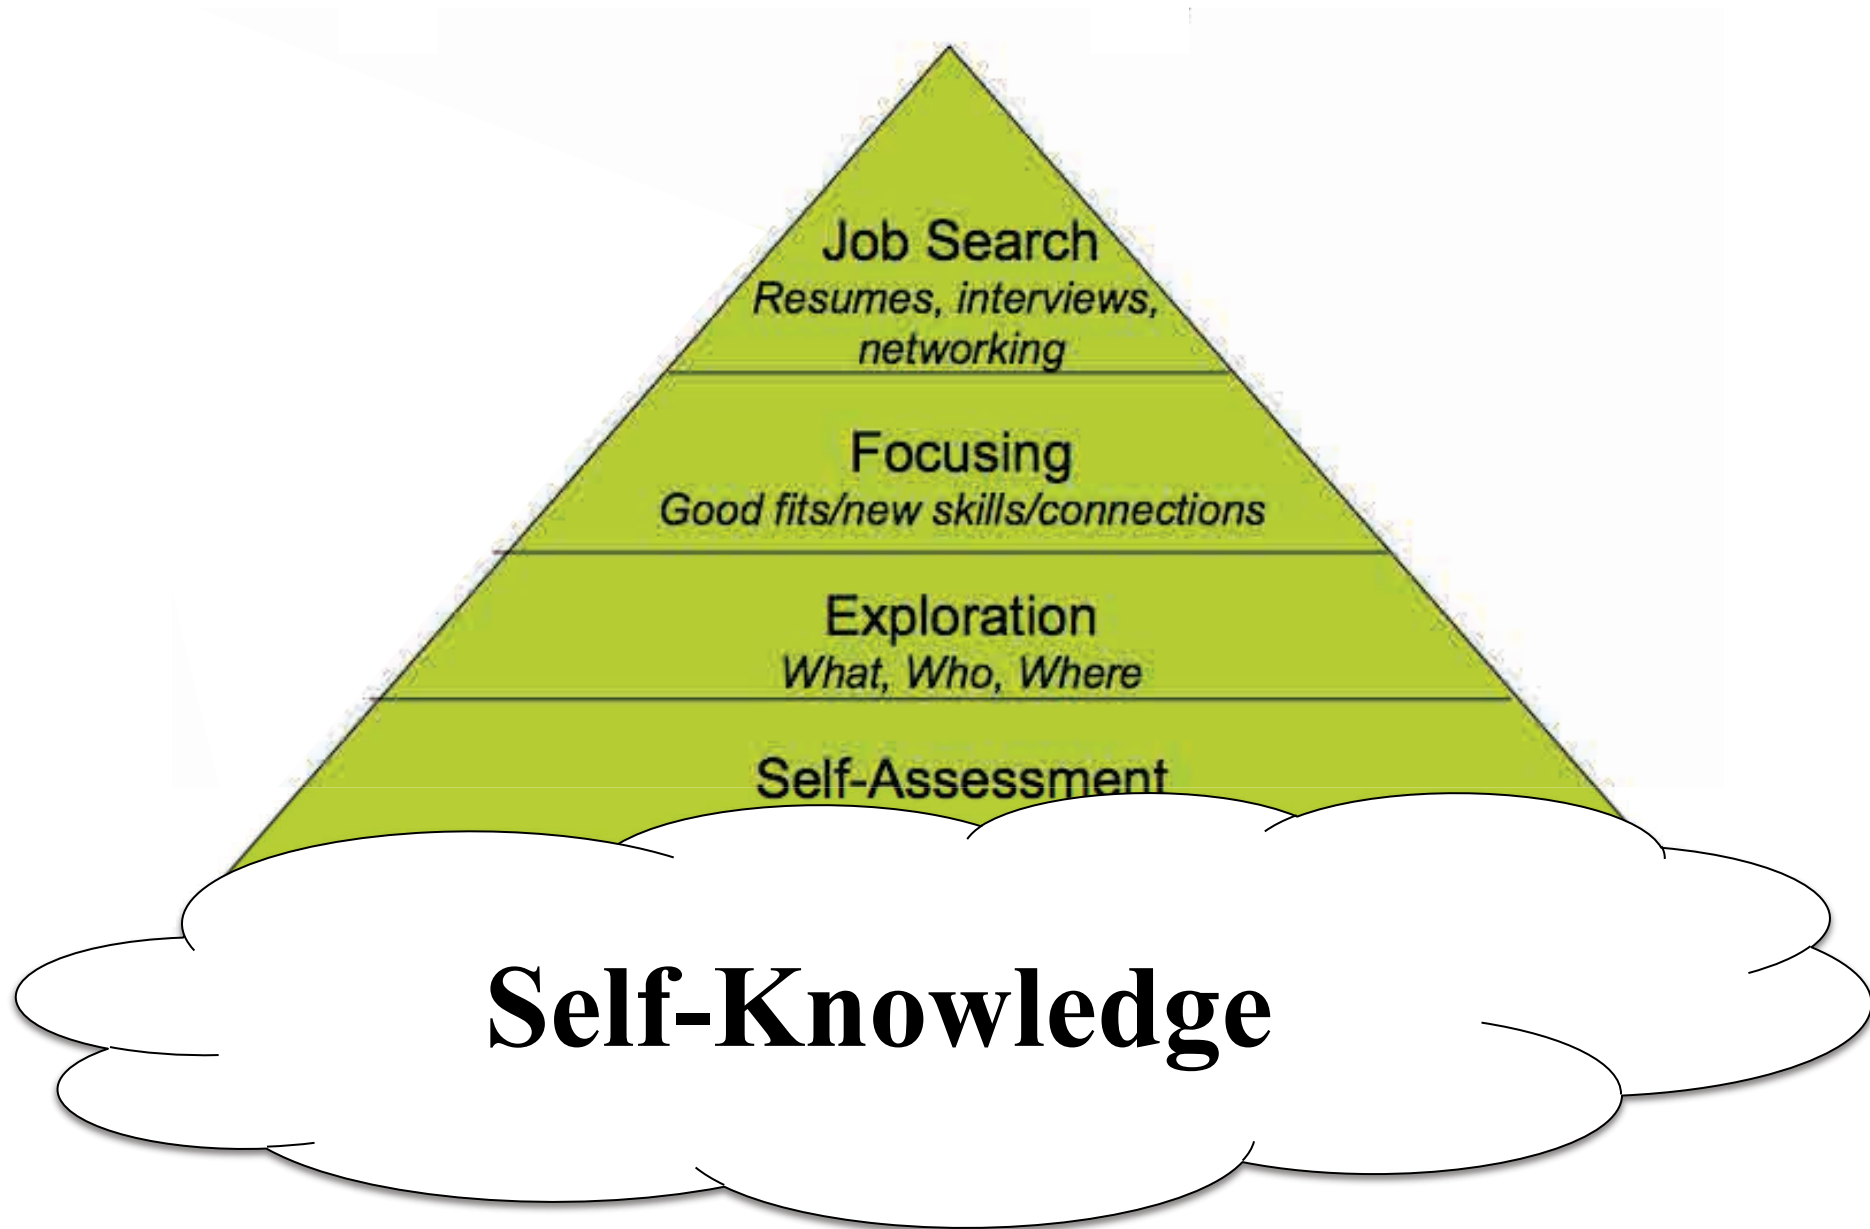 Job Search
Resumes, interviews,
networking
Focusing
Good fits/new skills/connections
Exploration
What, Who, Where
Self-Assessment
Self-Knowledge